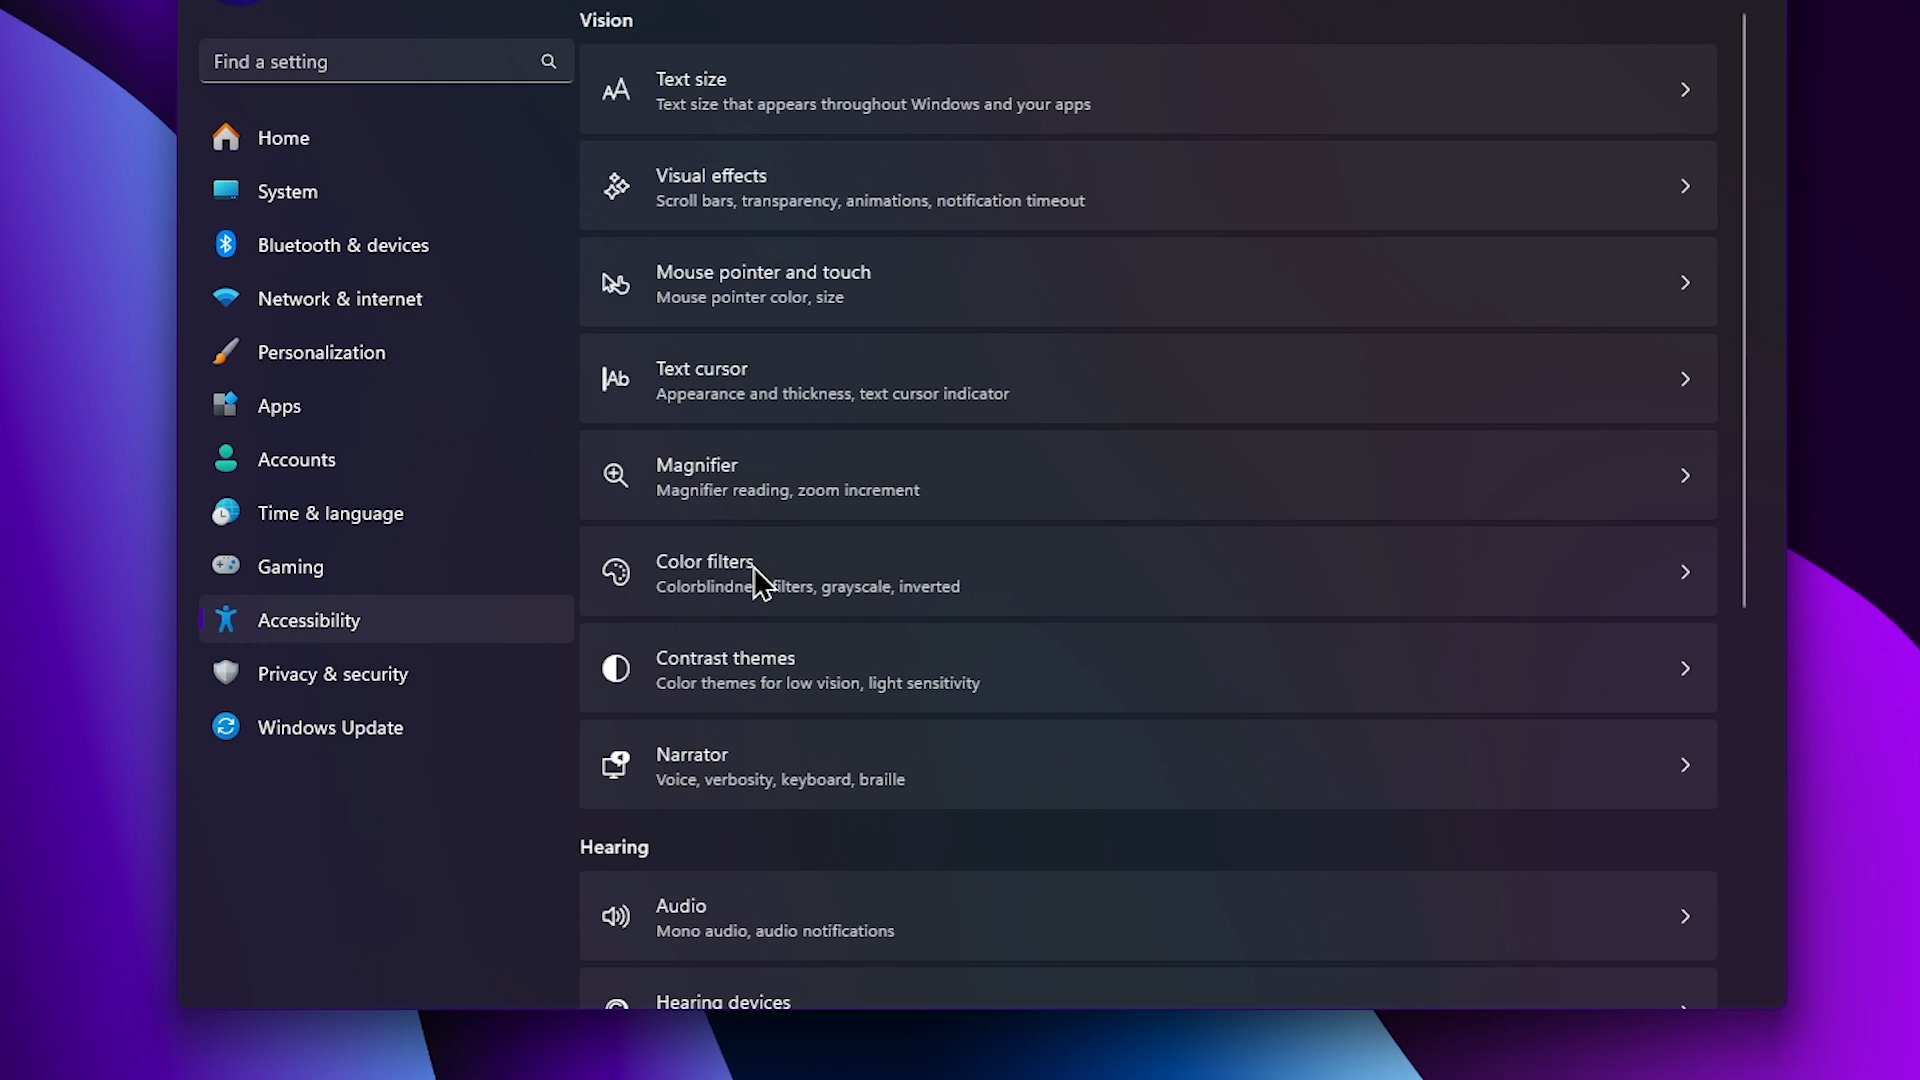 Vision
Find a setting
Home
System
Bluetooth & devices
Network & internet
Personalization
Apps
Accounts
Time & language
Gaming
Accessibility
Privacy & security
Windows Update
Text size
Text size that appears throughout Windows and your apps
Visual effects
Scroll bars, transparency, animations, notification timeout
Mouse pointer and touch
Mouse pointer color, size
Text cursor
Appearance and thickness, text cursor indicator
Magnifier
Magnifier reading, zoom increment
Color filters
grayscale, inverted
Contrast themes
Color themes for low vision, light sensitivity
Narrator
Voice, verbosity, keyboard, braille
Hearing
Audio
Mono audio, audio notifications
Hearing devices